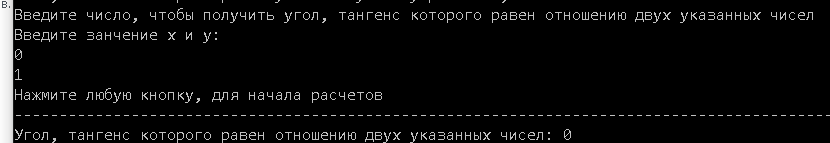 в.
Введите число, чтобы получить угол, тангенс которого равен отношению двух указанных чисел
Введите занчение x и y:
0
1
Нажмите любую кнопку, для начала расчетов
-----------------------------------------------------------------------------------------
Угол, тангенс которого равен отношению двух указанных чисел: 0